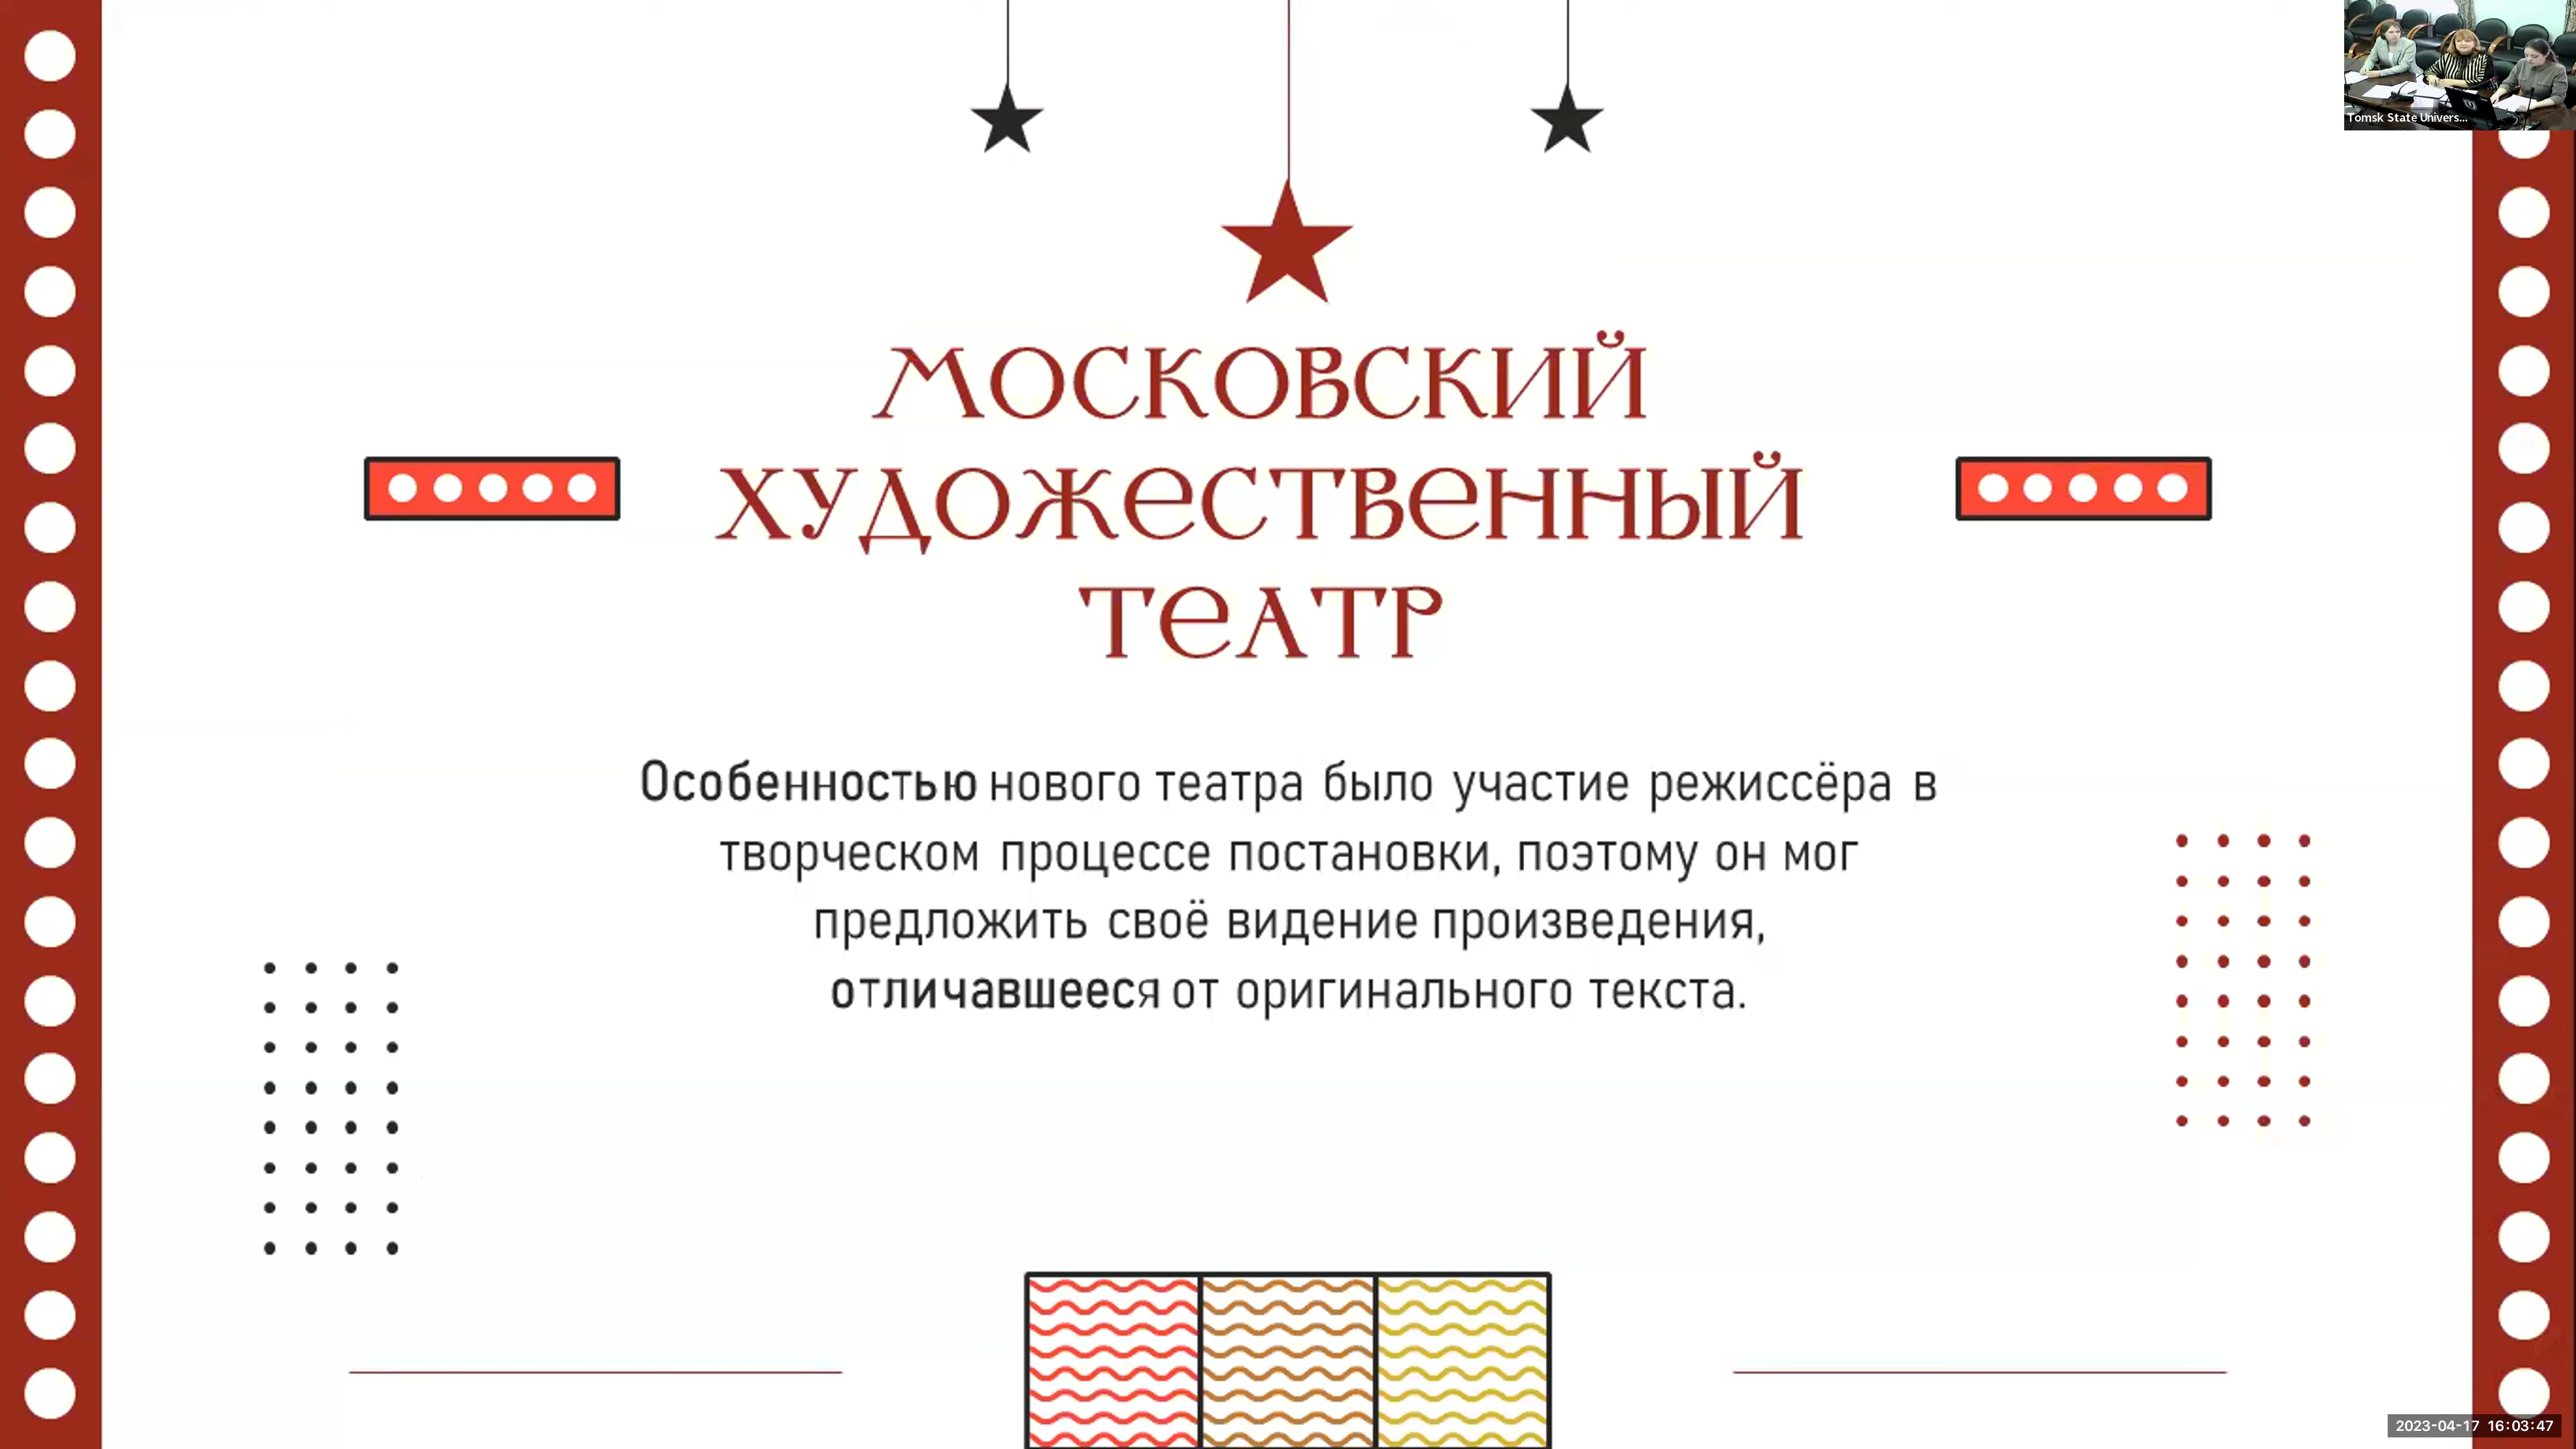 Tomsk State Univers...
МОСКОВСКИЙ
ХУДОЖЕСТВЕННЫЙ
ТЕАТР
Особенностью нового театра было участие режиссёра в
творческом процессе постановки, поэтому он мог
предложить своё видение произведения,
отличавшееся от оригинального текста.
2023-04-17 16:03:47